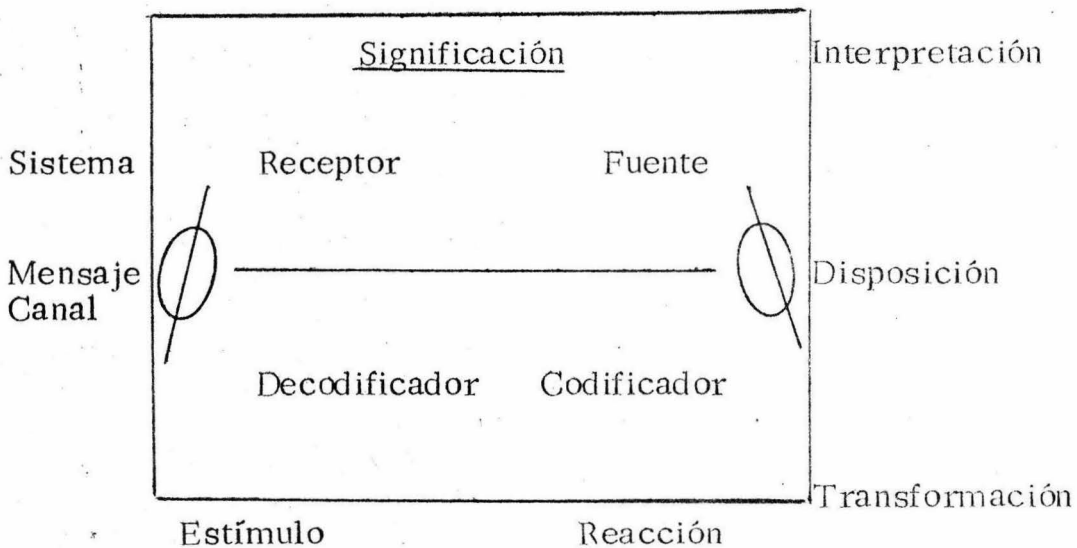 Significación
Interpretación
Sistema
Receptor
Fuente
Mensaje
Canal
Disposición
Decodificador
Codificador
Transformación
Estímulo
Reacción